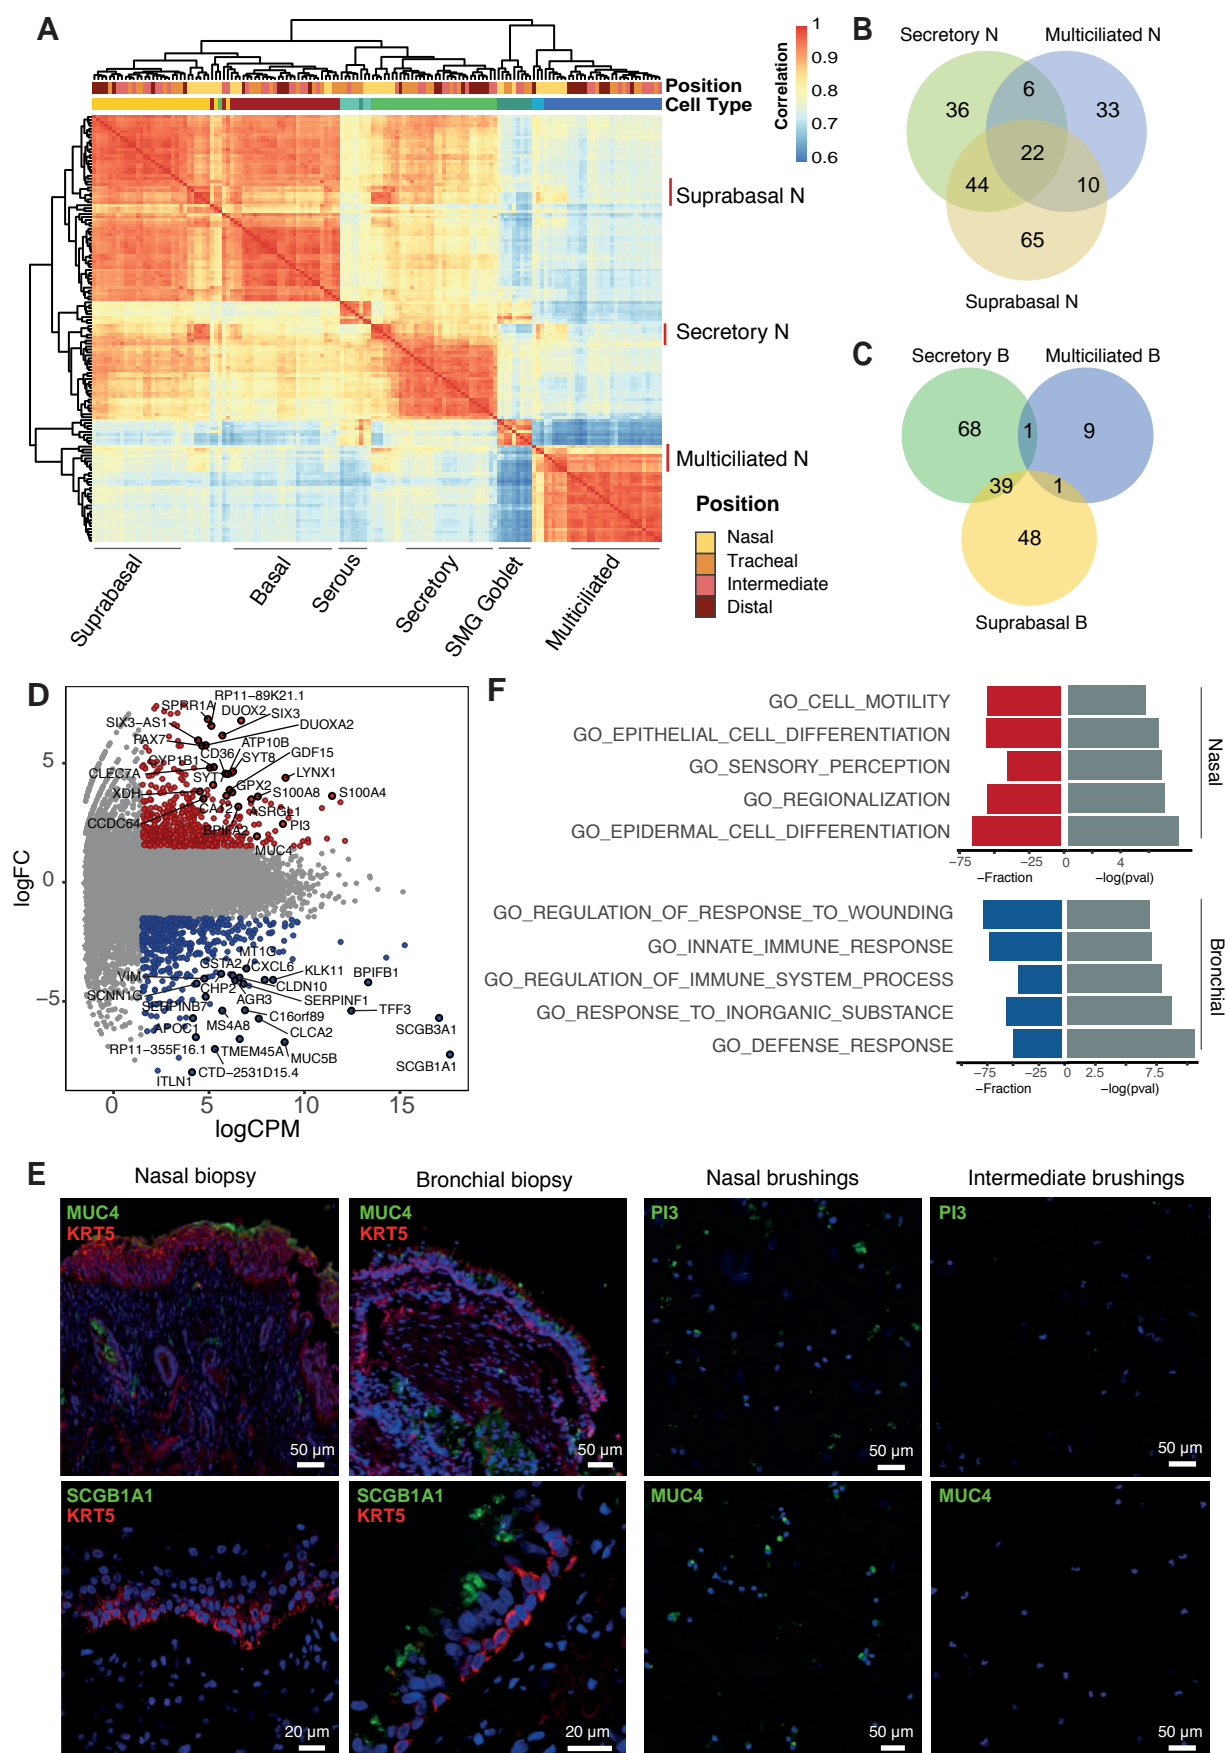 A
Position
Cell Type
Correlation
1
0.9
0.8
0.7
0.6
Suprabasal N
Secretory N
Multiciliated N
Position
Nasal
Tracheal
Intermediate
Distal
Suprabasal
Basal
Serous
Secretory
SMG Goblet
Multiciliated
B
Secretory N
Multiciliated N
6
36
33
22
44
10
65
Suprabasal N
C
Secretory B
Multiciliated B
68
1
9
39
1
48
Suprabasal B
D
logFC
5
0
−5
RP11−89K21.1
SPRR1A
DUOX2
SIX3
SIX3−AS1
DUOXA2
PAX7
ATP10B
CYP1B1
CD36
GDF15
SYT8
CLEC7A
SYT7
LYNX1
XDH
GPX2
S100A8
S100A4
CA12
ASRGL1
CCDC64
BPIFA2
PI3
MUC4
MT1G
GSTA2
CXCL6
KLK11
BPIFB1
VIM
CLDN10
SCNN1G
CHP2
AGR3
SERPINF1
SERPINB7
C16orf89
TFF3
APOC1
MS4A8
CLCA2
SCGB3A1
RP11−355F16.1
TMEM45A
MUC5B
SCGB1A1
CTD−2531D15.4
ITLN1
0
5
10
15
logCPM
F
GO_CELL_MOTILITY
GO_EPITHELIAL_CELL_DIFFERENTIATION
GO_SENSORY_PERCEPTION
GO_REGIONALIZATION
GO_EPIDERMAL_CELL_DIFFERENTIATION
Nasal
−75
−25
0
4
−Fraction
−log(pval)
GO_REGULATION_OF_RESPONSE_TO_WOUNDING
GO_INNATE_IMMUNE_RESPONSE
GO_REGULATION_OF_IMMUNE_SYSTEM_PROCESS
GO_RESPONSE_TO_INORGANIC_SUBSTANCE
GO_DEFENSE_RESPONSE
Bronchial
−75
−25
0
2.5
7.5
−Fraction
−log(pval)
E
Nasal biopsy
Bronchial biopsy
Nasal brushings
Intermediate brushings
MUC4
KRT5
50 µm
MUC4
KRT5
50 µm
PI3
50 µm
PI3
50 µm
SCGB1A1
KRT5
20 µm
SCGB1A1
KRT5
20 µm
MUC4
50 µm
MUC4
50 µm